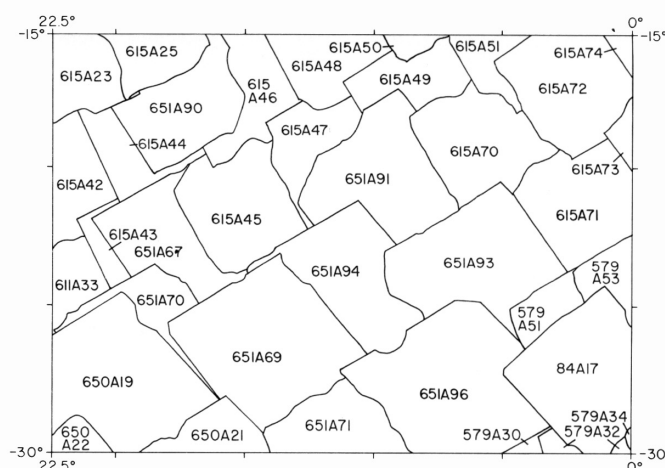 22.5°
0°
-15°
-15°
615A25
615A50
615A51
615A74
615A23
615A48
615A49
615
A46
615A72
651A90
615A47
615A44
615A70
615A73
615A42
651A91
615A45
615A71
615A43
651A67
651A94
651A93
579
A53
611A33
651A70
579
A51
651A69
84A17
650A19
651A96
579A34
651A71
579A32
650
A22
650A21
579A30
-30°
-30°
22.5°
0°